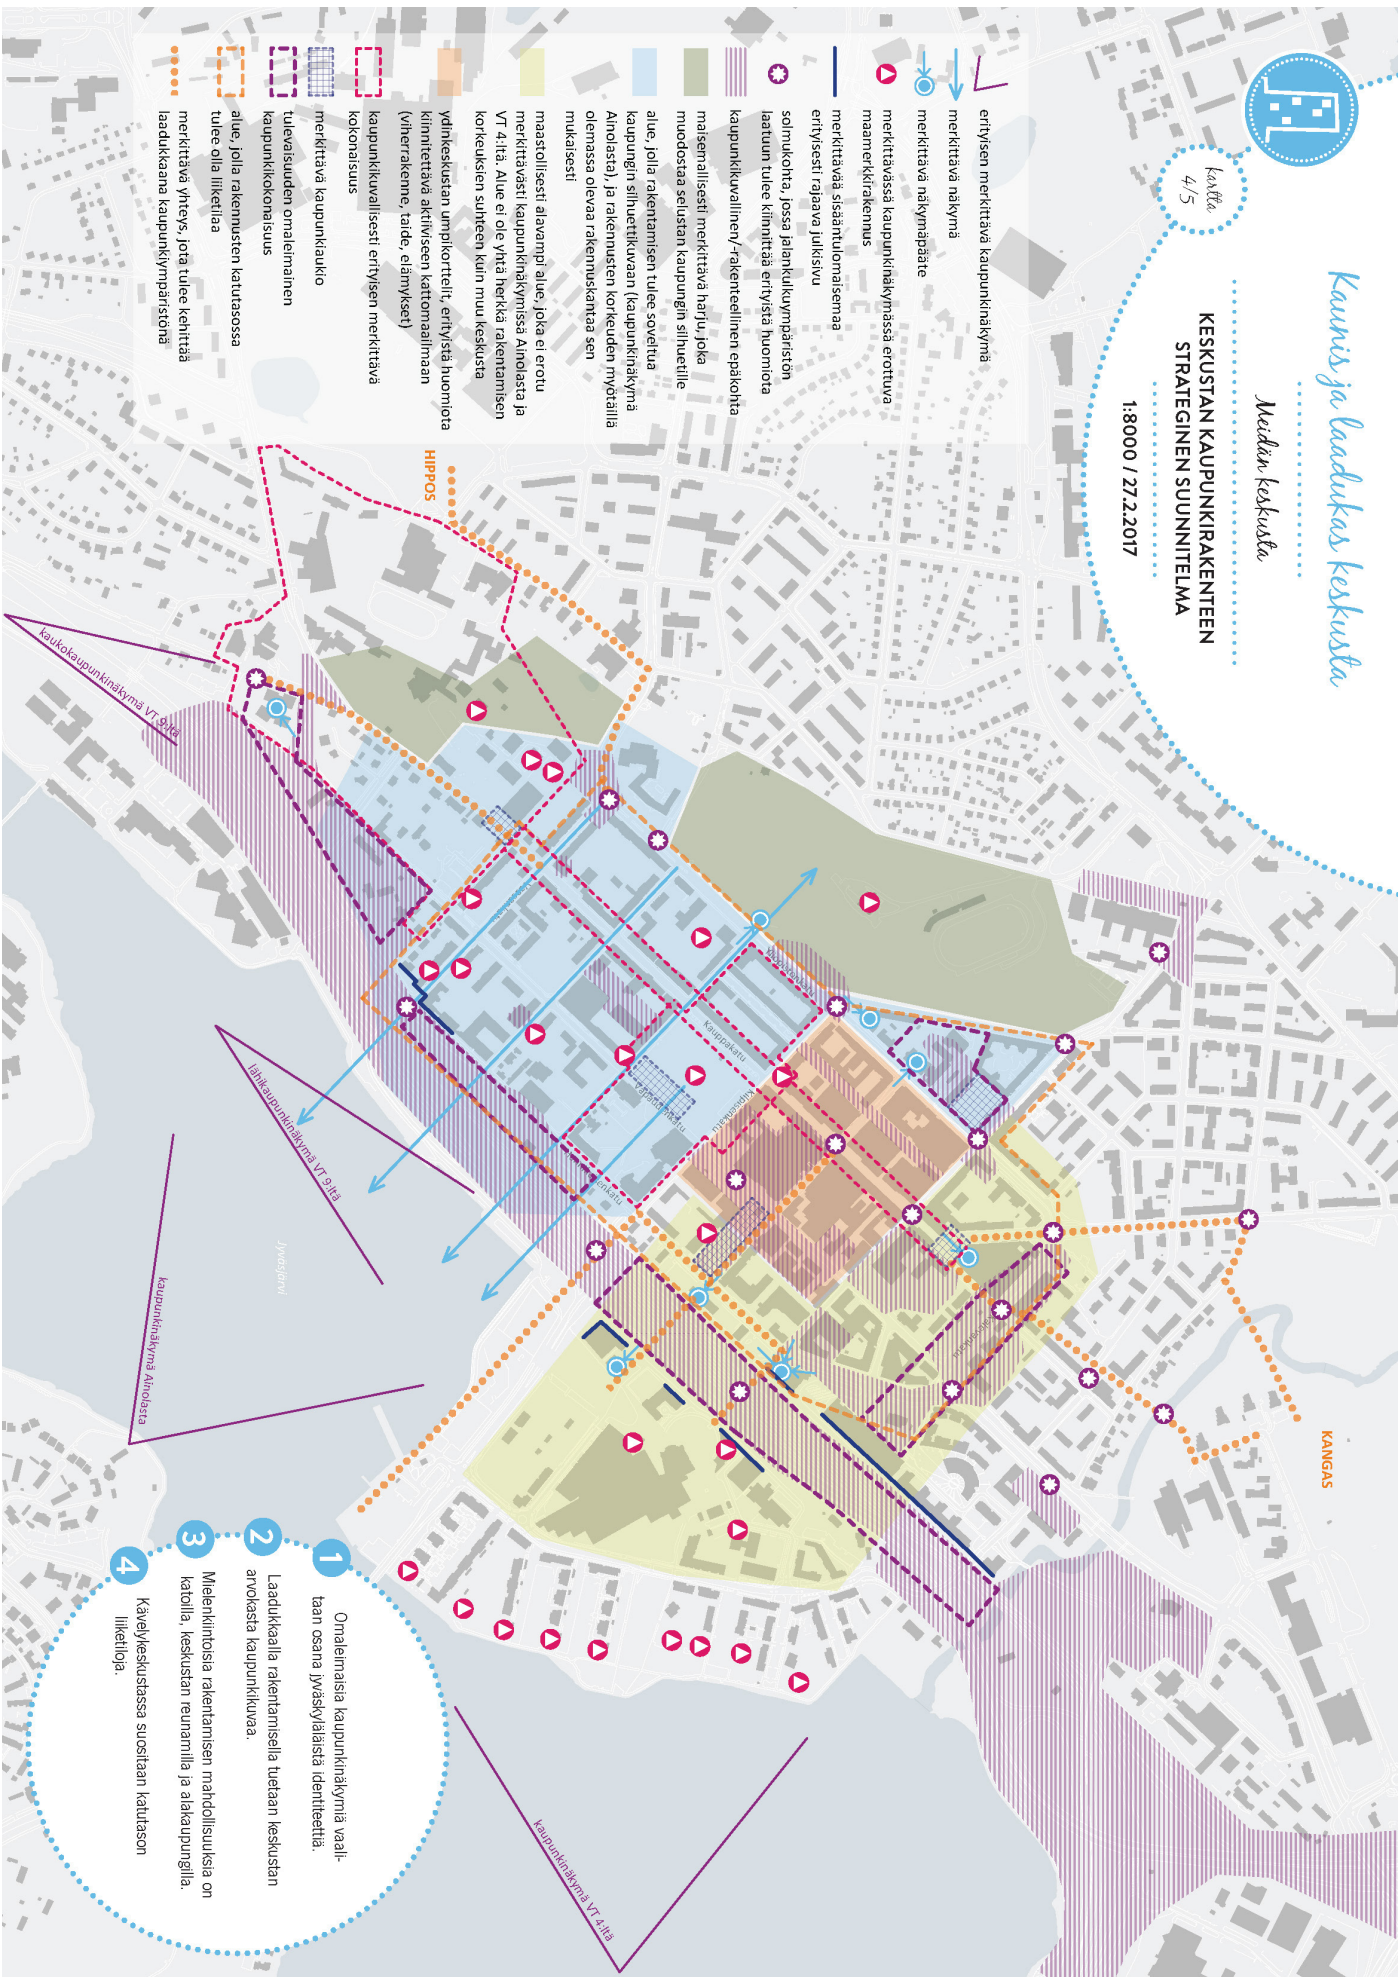 Kaunis ja laadukas keskusta
Meidän keskusta
KESKUSTAN KAUPUNKIRAKENTEEN
STRATEGINEN SUUNNITELMA
1:8000 / 27.2.2017
kartta
4/5
erityisen merkittävä kaupunkinäkymä
merkittävä näkymä
merkittävä näkymäpääte
merkittävässä kaupunkinäkymässä erottuva
maamerkkirakennus
merkittävää sisääntulomaisemaa
erityisesti rajaava julkisivu
solmukohta, jossa jalankulkuympäristön
laatuun tulee kiinnittää erityistä huomiota
kaupunkikuvallinen/-rakenteellinen epäkohta
maisemallisesti merkittävä harju, joka
muodostaa selustan kaupungin silhuetille
alue, jolla rakentamisen tulee soveltua
kaupungin silhuettikuvaan (kaupunkinäkymä
Ainolasta), ja rakennusten korkeuden myötäillä
olemassa olevaa rakennuskantaa sen
mukaisesti
maastollisesti alavampi alue, joka ei erotu
merkittävästi kaupunkinäkymissä Ainolasta ja
VT 4:ltä. Alue ei ole yhtä herkkä rakentamisen
korkeuksien suhteen kuin muu keskusta
ydinkeskustan umpikorttelit, erityistä huomiota
kiinnitettävä aktiiviseen kattomaailmaan
(viherrakenne, taide, elämykset)
kaupunkikuvallisesti erityisen merkittävä
kokonaisuus
merkittävä kaupunkiaukio
tulevaisuuden omaleimainen
kaupunkikokonaisuus
alue, jolla rakennusten katutasossa
tulee olla liiketilaa
merkittävä yhteys, jota tulee kehittää
laadukkaana kaupunkiympäristönä
HIPPOS
KANGAS
Yliopistonkatu
Kauppakatu
Kilpisenkatu
Vapaudenkatu
Jyväsjärvi
kaukokaupunkinäkymä VT 9:ltä
lähikaupunkinäkymä VT 9:ltä
kaupunkinäkymä Ainolasta
kaupunkinäkymä VT 4:ltä
1
Omaleimaisia kaupunkinäkymiä vaali-
taan osana jyväskyläläistä identiteettiä.
2
Laadukkaalla rakentamisella tuetaan keskustan
arvokasta kaupunkikuvaa.
3
Mielenkiintoisia rakentamisen mahdollisuuksia on
katoilla, keskustan reunamilla ja alakaupungilla.
4
Kävelykeskustassa suositaan katutason
liiketiloja.